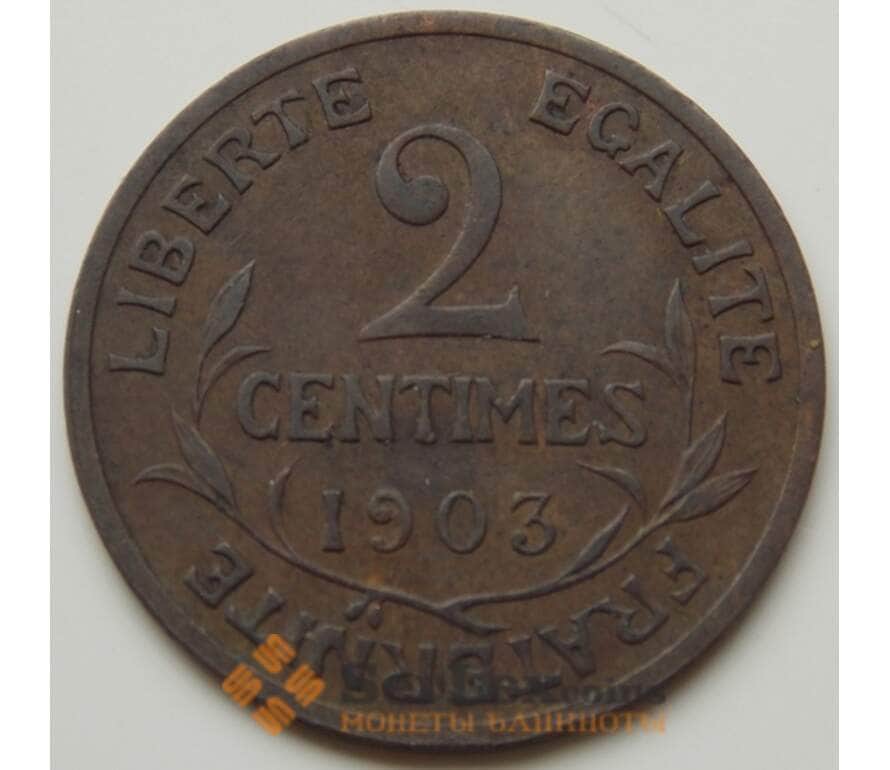 LIBERTE EGALITE
2
CENTIMES
1903
FRATERNITE
МОНЕТЫ БАНКНОТЫ